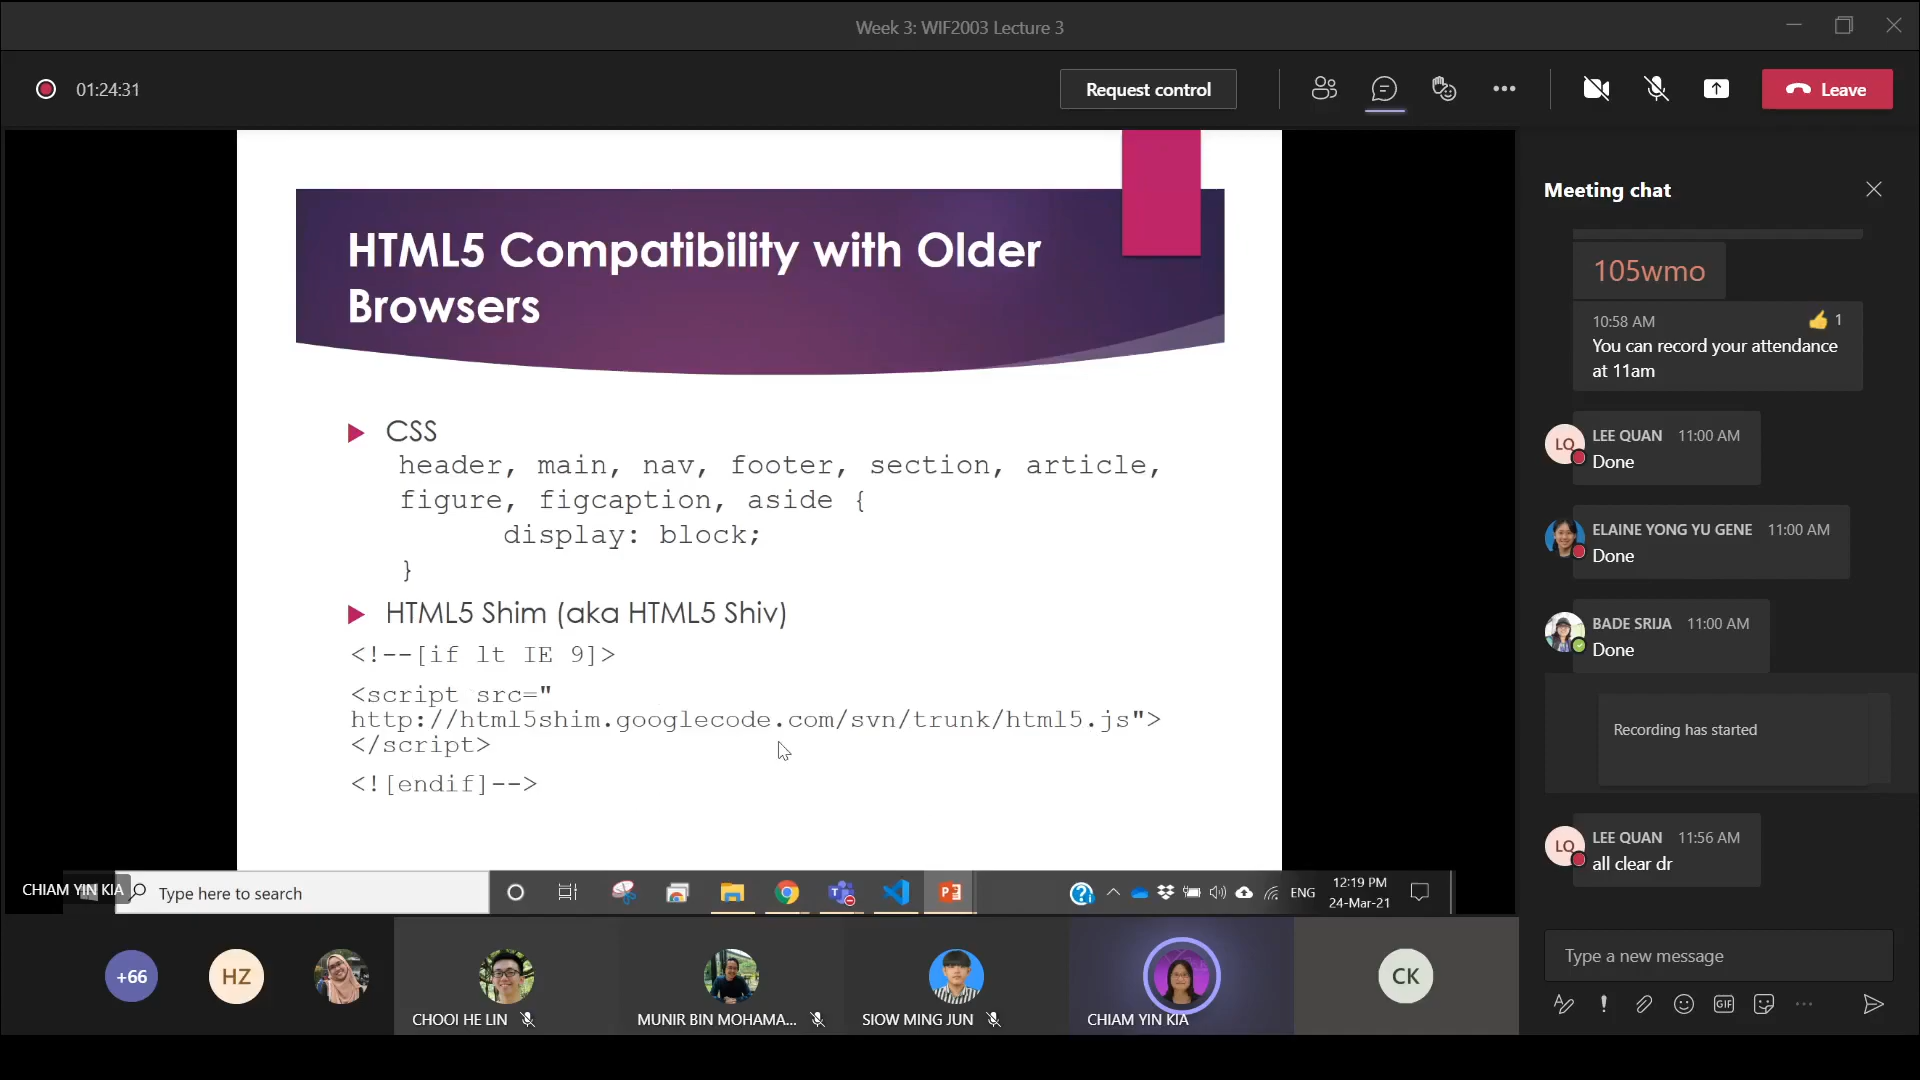 Week 3: WIF2003 Lecture 3
01:24:31
Request control
Leave
HTML5 Compatibility with Older
Browsers
CSS
header, main, nav, footer, section, article,
figure, figcaption, aside {
display: block;
}
HTML5 Shim (aka HTML5 Shiv)
<!--[if lt IE 9]>
<script src="
http://html5shim.googlecode.com/svn/trunk/html5.js">
</script>
<![endif]-->
Meeting chat
105wmo
10:58 AM
1
You can record your attendance
at 11am
LQ
LEE QUAN 11:00 AM
Done
ELAINE YONG YU GENE 11:00 AM
Done
BADE SRIJA 11:00 AM
Done
Recording has started
LQ
LEE QUAN 11:56 AM
all clear dr
Type a new message
GIF
CHIAM YIN KIA
Type here to search
ENG
12:19 PM
24-Mar-21
+66
HZ
CHOOI HE LIN
MUNIR BIN MOHAMA...
SIOW MING JUN
CHIAM YIN KIA
CK